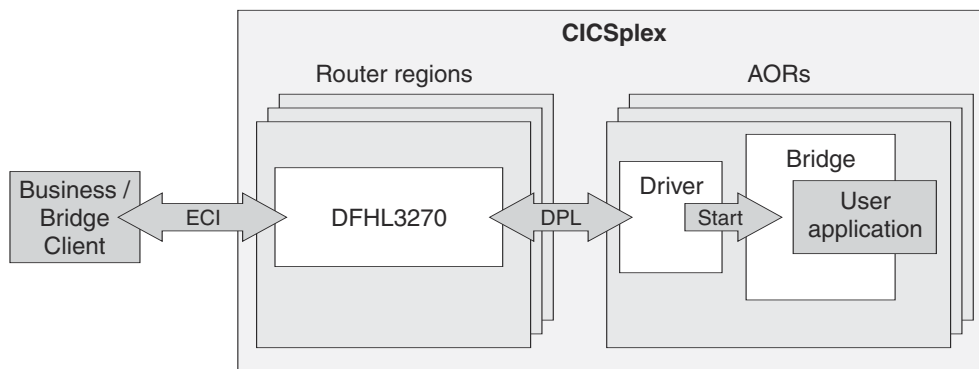 CICSplex
Router regions
AORs
Business /
Bridge
Client
ECI
DFHL3270
DPL
Driver
Start
Bridge
User
application